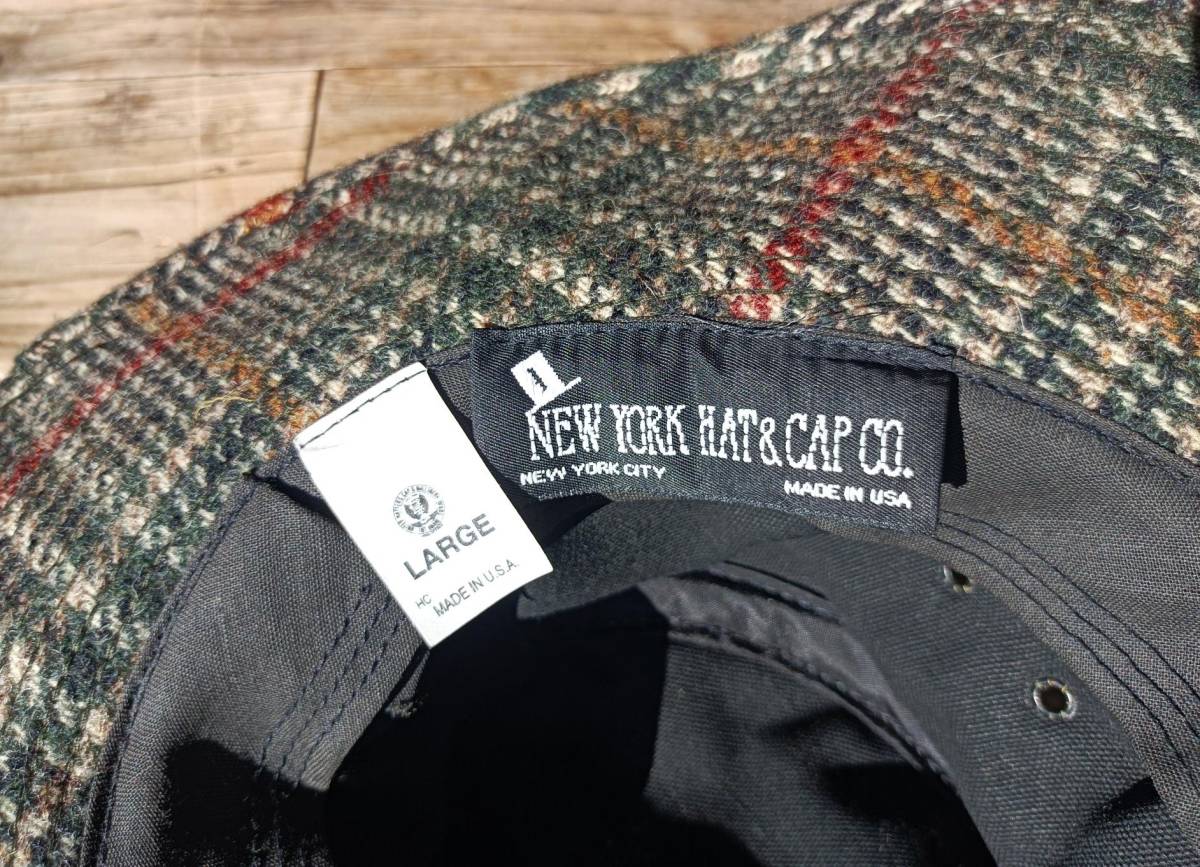 NEW YORK HAT & CAP CO.
NEW YORK CITY
MADE IN USA
LARGE
HC
MADE IN U.S.A.